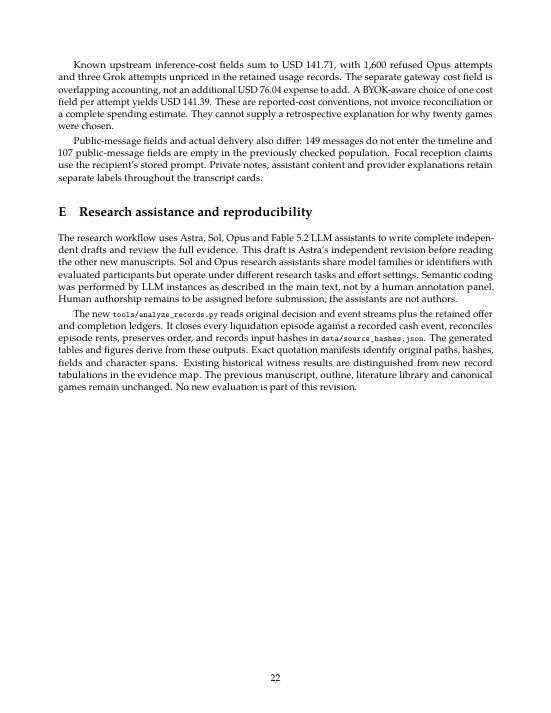 Known upstream inference-cost fields sum to USD 141.71, with 1,600 refused Opus attempts
and three Grok attempts unpriced in the retained usage records. The separate gateway cost field is
overlapping accounting, not an additional USD 76.04 expense to add. A BYOK-aware choice of one cost
field per attempt yields USD 141.39. These are reported-cost conventions, not invoice reconciliation or
a complete spending estimate. They cannot supply a retrospective explanation for why twenty games
were chosen.
Public-message fields and actual delivery also differ: 149 messages do not enter the timeline and
107 public-message fields are empty in the previously checked population. Focal reception claims
use the recipient's stored prompt. Private notes, assistant content and provider explanations retain
separate labels throughout the transcript cards.
E Research assistance and reproducibility
The research workflow uses Astra, Sol, Opus and Fable 5.2 LLM assistants to write complete indepen-
dent drafts and review the full evidence. This draft is Astra's independent revision before reading
the other new manuscripts. Sol and Opus research assistants share model families or identifiers with
evaluated participants but operate under different research tasks and effort settings. Semantic coding
was performed by LLM instances as described in the main text, not by a human annotation panel.
Human authorship remains to be assigned before submission; the assistants are not authors.
The new tools/analyze_records.py reads original decision and event streams plus the retained offer
and completion ledgers. It closes every liquidation episode against a recorded cash event, reconciles
episode rents, preserves order, and records input hashes in data/source_hashes.json. The generated
tables and figures derive from these outputs. Exact quotation manifests identify original paths, hashes,
fields and character spans. Existing historical witness results are distinguished from new record
tabulations in the evidence map. The previous manuscript, outline, literature library and canonical
games remain unchanged. No new evaluation is part of this revision.
22